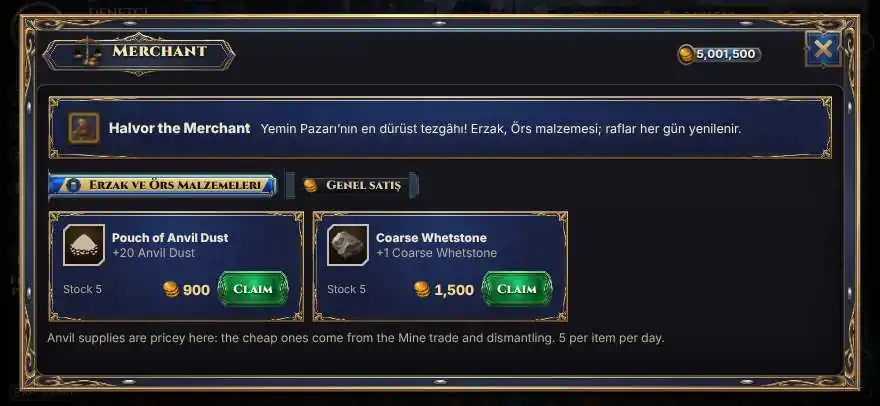 MERCHANT
5,001,500
Halvor the Merchant Yemin Pazarı'nın en dürüst tezgâhı! Erzak, Örs malzemesi; raflar her gün yenilenir.
ERZAK VE ÖRS MALZEMELERI
GENEL SATIŞ
Pouch of Anvil Dust
+20 Anvil Dust
Stock 5
900
CLAIM
Coarse Whetstone
+1 Coarse Whetstone
Stock 5
1,500
CLAIM
Anvil supplies are pricey here: the cheap ones come from the Mine trade and dismantling. 5 per item per day.